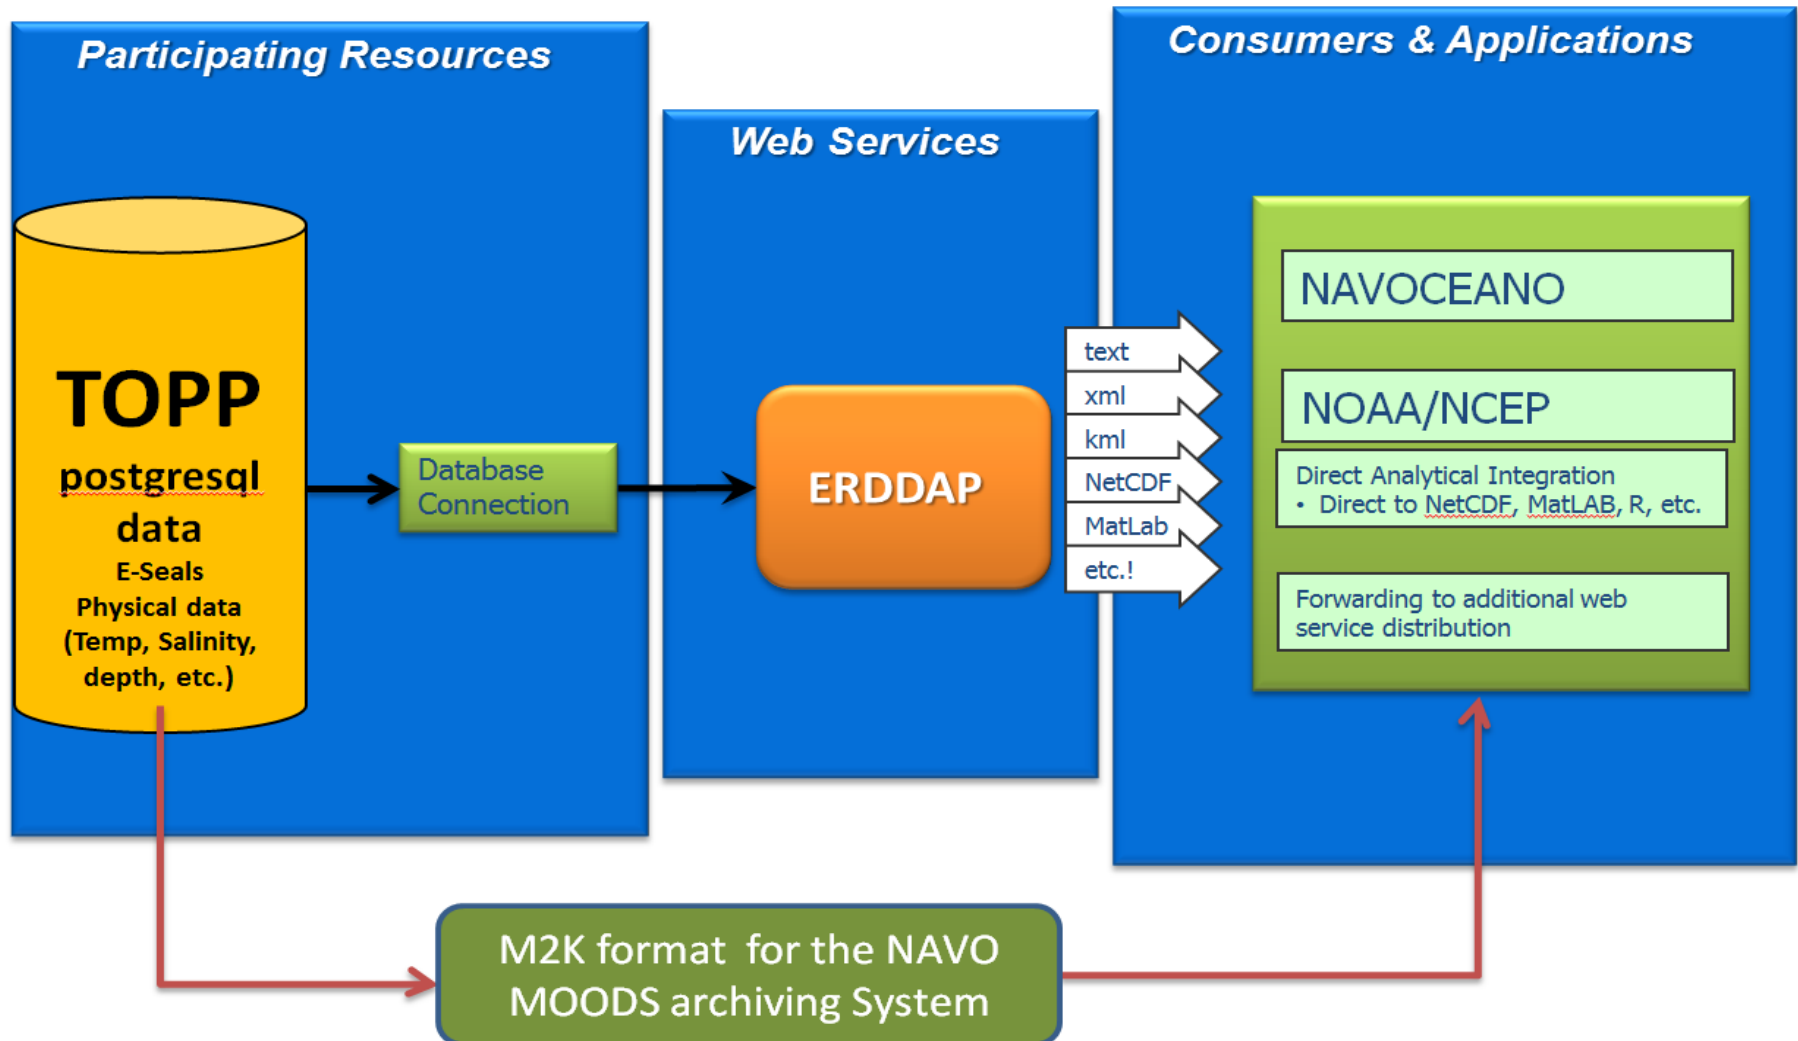 Participating Resources
TOPP
postgresql
data
E-Seals
Physical data
(Temp, Salinity,
depth, etc.)
Database
Connection
Web Services
ERDDAP
text
xml
kml
NetCDF
MatLab
etc.!
Consumers & Applications
NAVOCEANO
NOAA/NCEP
Direct Analytical Integration
• Direct to NetCDF, MatLAB, R, etc.
Forwarding to additional web
service distribution
M2K format for the NAVO
MOODS archiving System